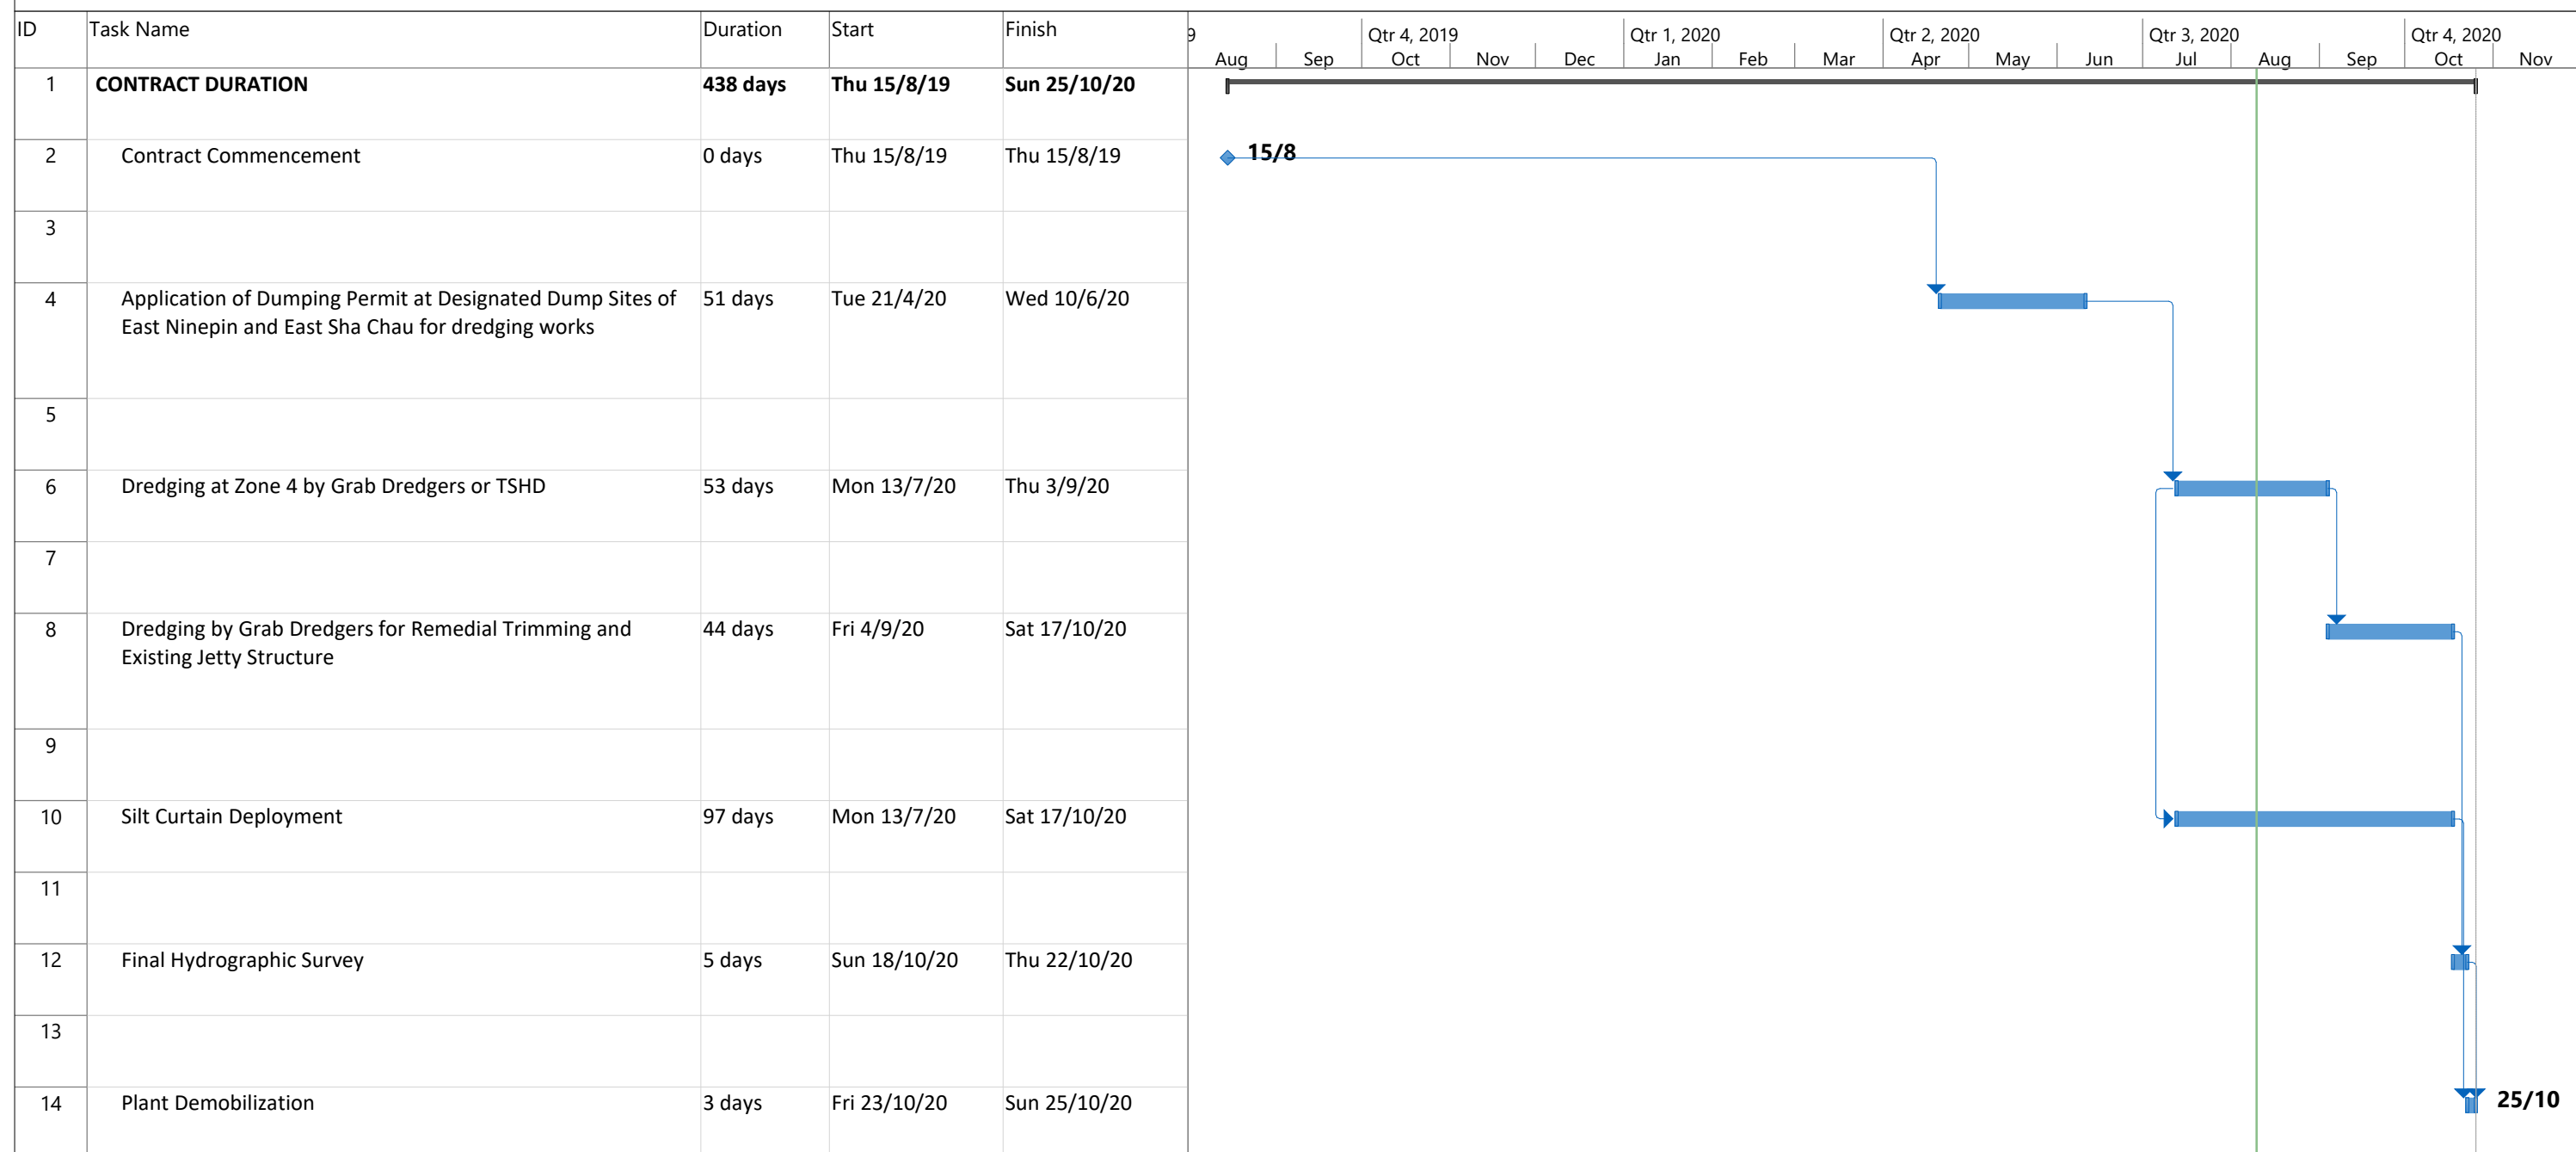 ID Task Name Duration Start Finish
9 Qtr 4, 2019 Qtr 1, 2020 Qtr 2, 2020 Qtr 3, 2020 Qtr 4, 2020
Aug Sep Oct Nov Dec Jan Feb Mar Apr May Jun Jul Aug Sep Oct Nov
1 CONTRACT DURATION 438 days Thu 15/8/19 Sun 25/10/20
2 Contract Commencement 0 days Thu 15/8/19 Thu 15/8/19 15/8
3
4 Application of Dumping Permit at Designated Dump Sites of 51 days Tue 21/4/20 Wed 10/6/20
East Ninepin and East Sha Chau for dredging works
5
6 Dredging at Zone 4 by Grab Dredgers or TSHD 53 days Mon 13/7/20 Thu 3/9/20
7
8 Dredging by Grab Dredgers for Remedial Trimming and 44 days Fri 4/9/20 Sat 17/10/20
Existing Jetty Structure
9
10 Silt Curtain Deployment 97 days Mon 13/7/20 Sat 17/10/20
11
12 Final Hydrographic Survey 5 days Sun 18/10/20 Thu 22/10/20
13
14 Plant Demobilization 3 days Fri 23/10/20 Sun 25/10/20 25/10